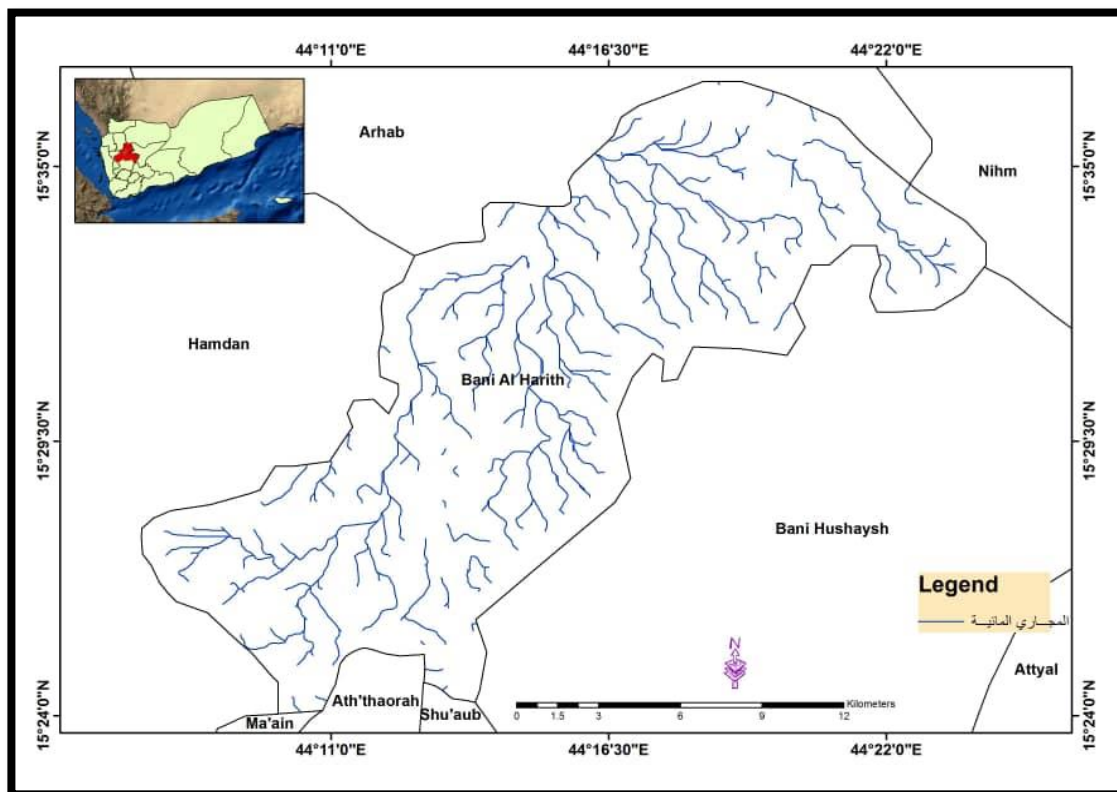 44°11'0"E 44°16'30"E 44°22'0"E
Arhab
15°35'0"N
15°35'0"N
Nihm
Hamdan
Bani Al Harith
15°29'30"N
15°29'30"N
Bani Hushaysh
Legend
المجـــاري المائيـــة
Attyal
N
Ath'thaorah
Shu'aub
Ma'ain
Kilometers
0 1.5 3 6 9 12
15°24'0"N
15°24'0"N
44°11'0"E 44°16'30"E 44°22'0"E